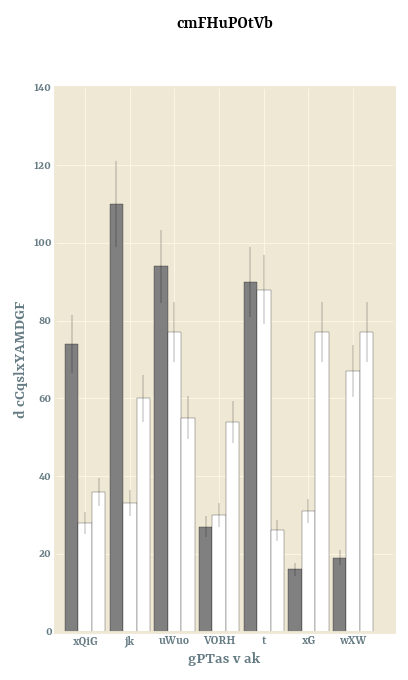 cmFHuPOtVb
140
120
100
80
60
40
20
0
d cCqslxYAMDGF
xQiG jk uWuo VORH t xG wXW
gPTas v ak